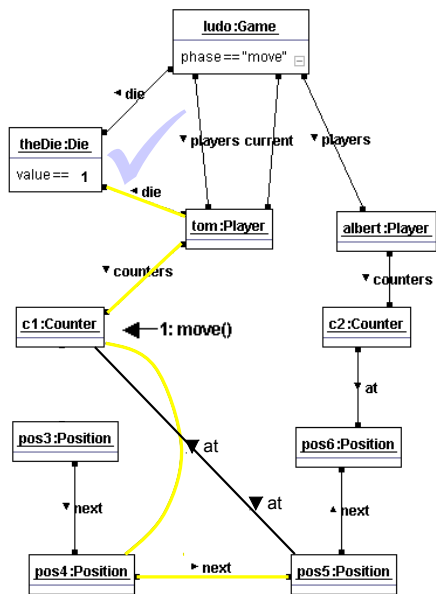 ludo:Game
phase=="move"
die
players current
players
theDie:Die
value== 1
die
tom:Player
albert:Player
counters
counters
c1:Counter
1: move()
c2:Counter
at
pos3:Position
at
pos6:Position
at
next
next
pos4:Position
next
pos5:Position